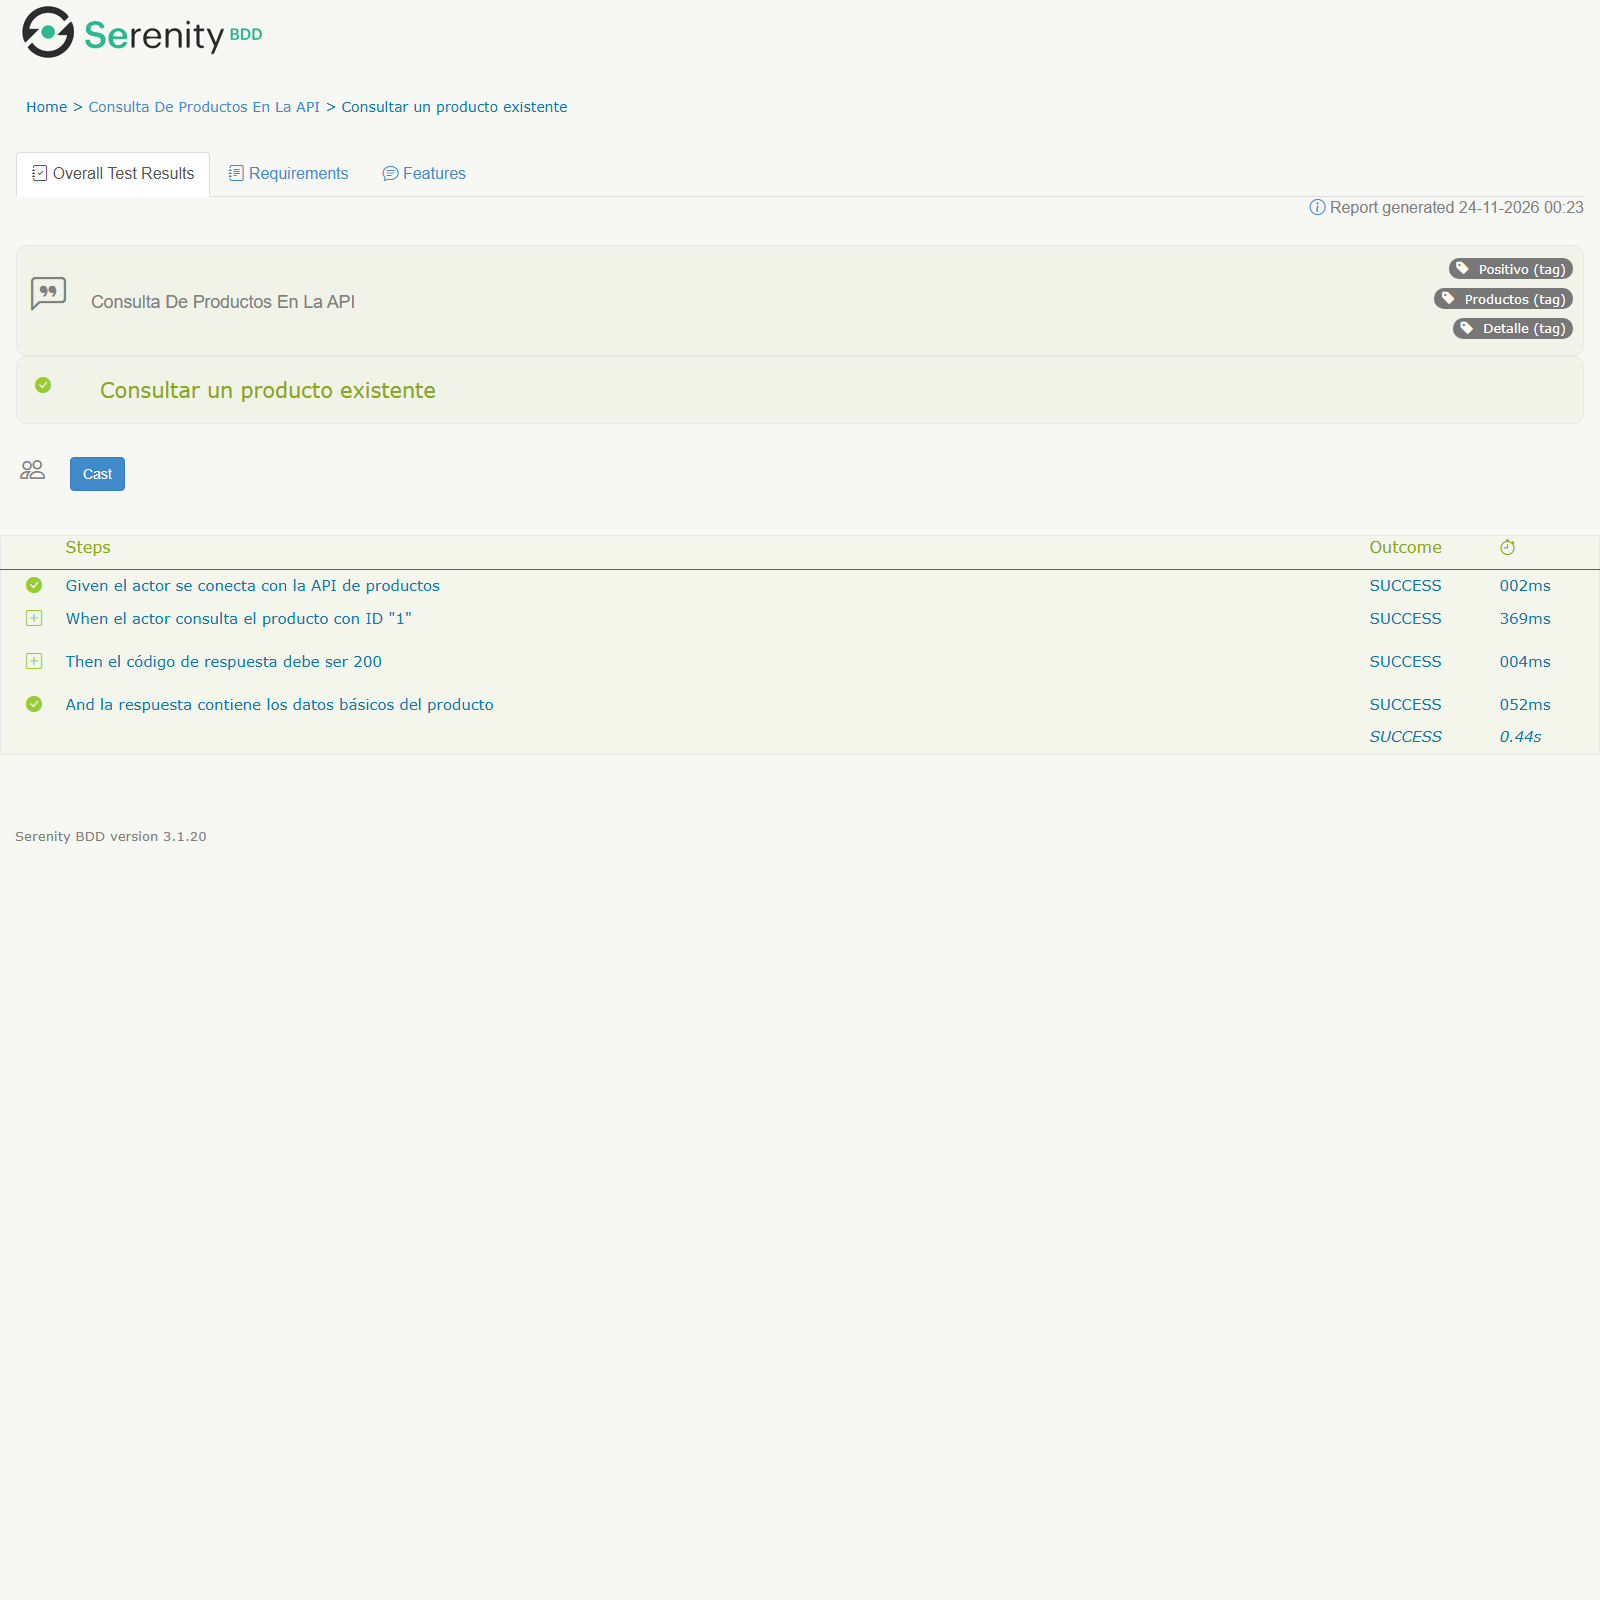 Serenity BDD
Home > Consulta De Productos En La API > Consultar un producto existente
Overall Test Results Requirements Features
Report generated 24-11-2026 00:23
Positivo (tag)
Consulta De Productos En La API
Productos (tag)
Detalle (tag)
Consultar un producto existente
Cast
Steps Outcome
Given el actor se conecta con la API de productos SUCCESS 002ms
When el actor consulta el producto con ID "1" SUCCESS 369ms
Then el código de respuesta debe ser 200 SUCCESS 004ms
And la respuesta contiene los datos básicos del producto SUCCESS 052ms
SUCCESS 0.44s
Serenity BDD version 3.1.20